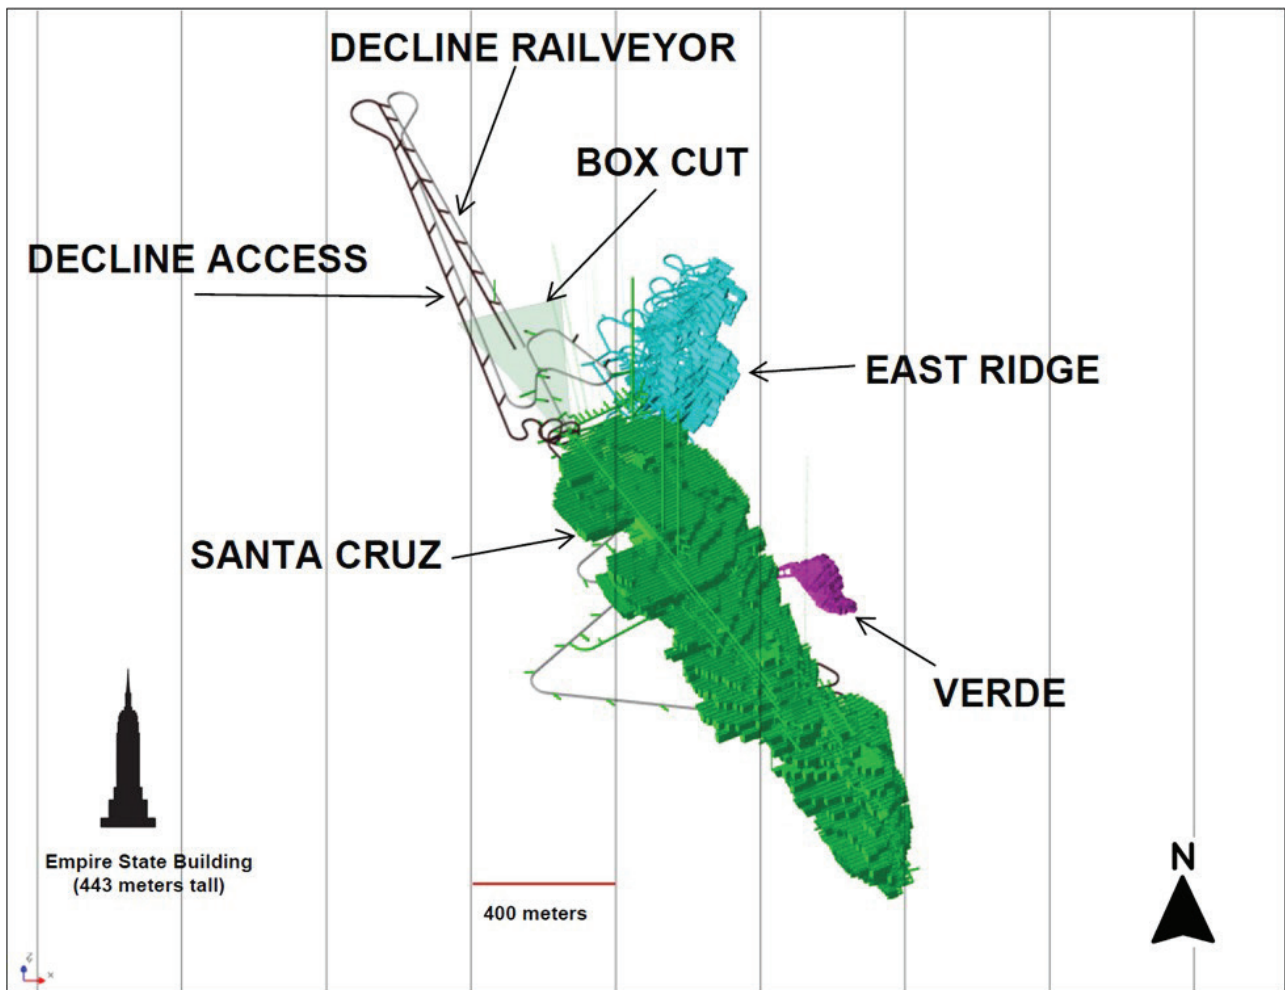 DECLINE RAILVEYOR
BOX CUT
DECLINE ACCESS
EAST RIDGE
SANTA CRUZ
VERDE
Empire State Building
(443 meters tall)
400 meters
N